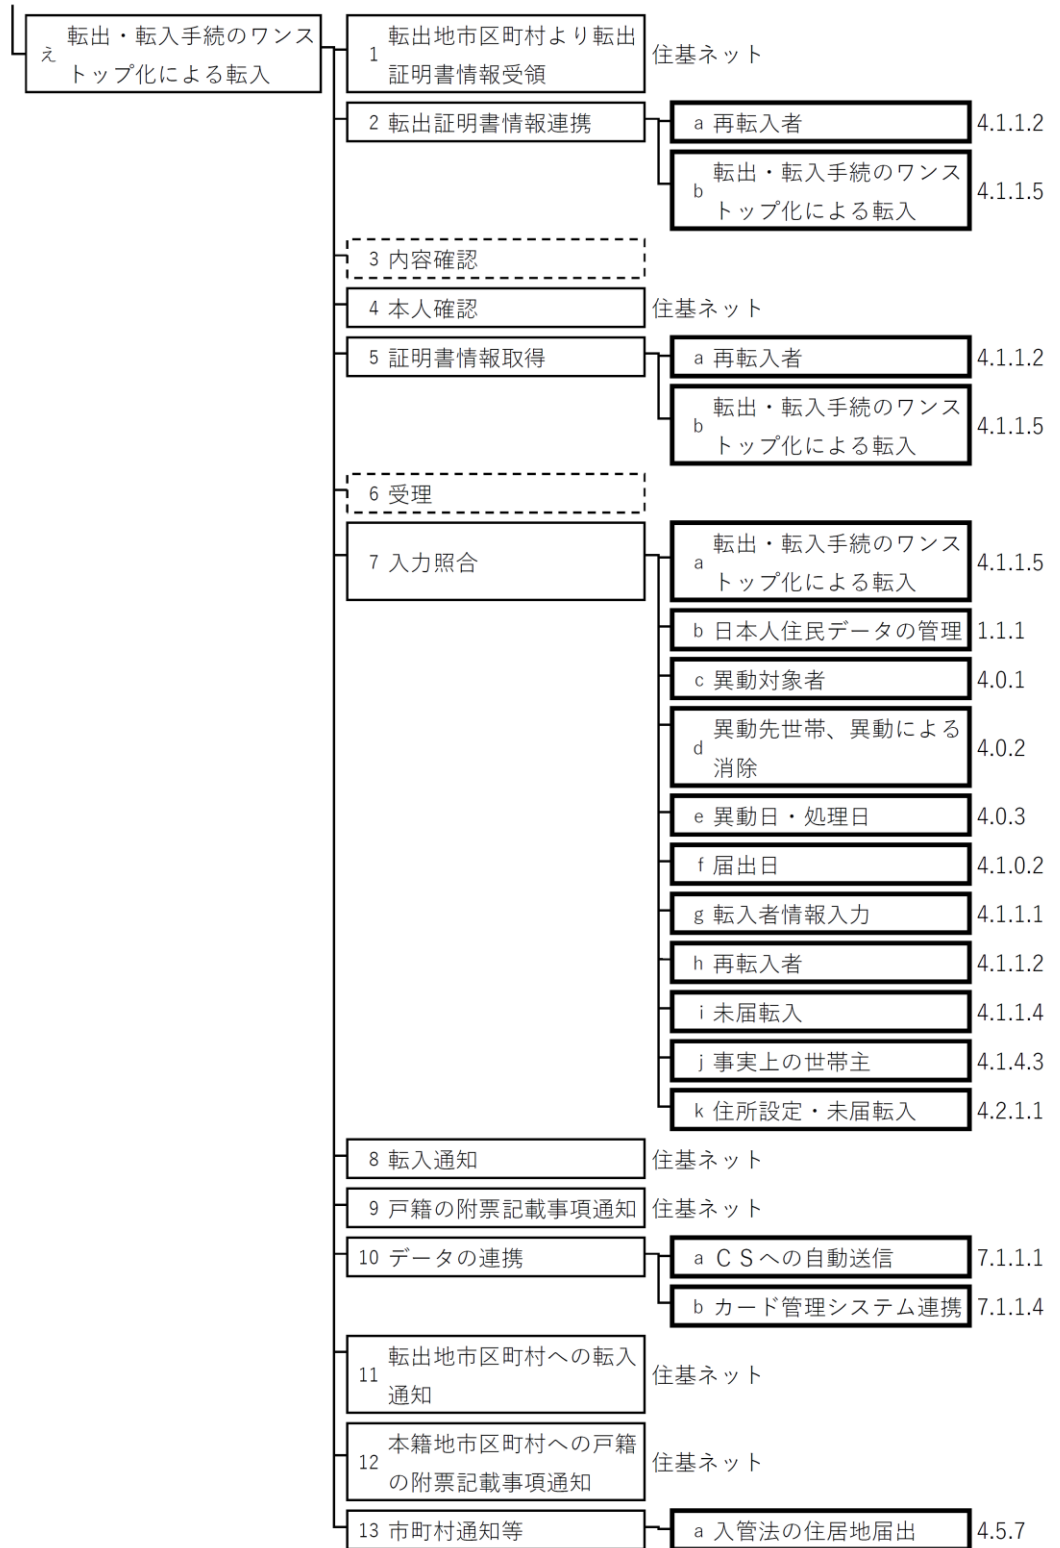 え 転出・転入手続のワンス
トップ化による転入
1 転出地市区町村より転出
証明書情報受領
住基ネット
2 転出証明書情報連携
a 再転入者 4.1.1.2
b 転出・転入手続のワンス
トップ化による転入
4.1.1.5
3 内容確認
4 本人確認 住基ネット
5 証明書情報取得
a 再転入者 4.1.1.2
b 転出・転入手続のワンス
トップ化による転入
4.1.1.5
6 受理
7 入力照合
a 転出・転入手続のワンス
トップ化による転入
4.1.1.5
b 日本人住民データの管理 1.1.1
c 異動対象者 4.0.1
d 異動先世帯、異動による
消除
4.0.2
e 異動日・処理日 4.0.3
f 届出日 4.1.0.2
g 転入者情報入力 4.1.1.1
h 再転入者 4.1.1.2
i 未届転入 4.1.1.4
j 事実上の世帯主 4.1.4.3
k 住所設定・未届転入 4.2.1.1
8 転入通知 住基ネット
9 戸籍の附票記載事項通知 住基ネット
10 データの連携
a ＣＳへの自動送信 7.1.1.1
b カード管理システム連携 7.1.1.4
11 転出地市区町村への転入
通知
住基ネット
12 本籍地市区町村への戸籍
の附票記載事項通知
住基ネット
13 市町村通知等
a 入管法の住居地届出 4.5.7